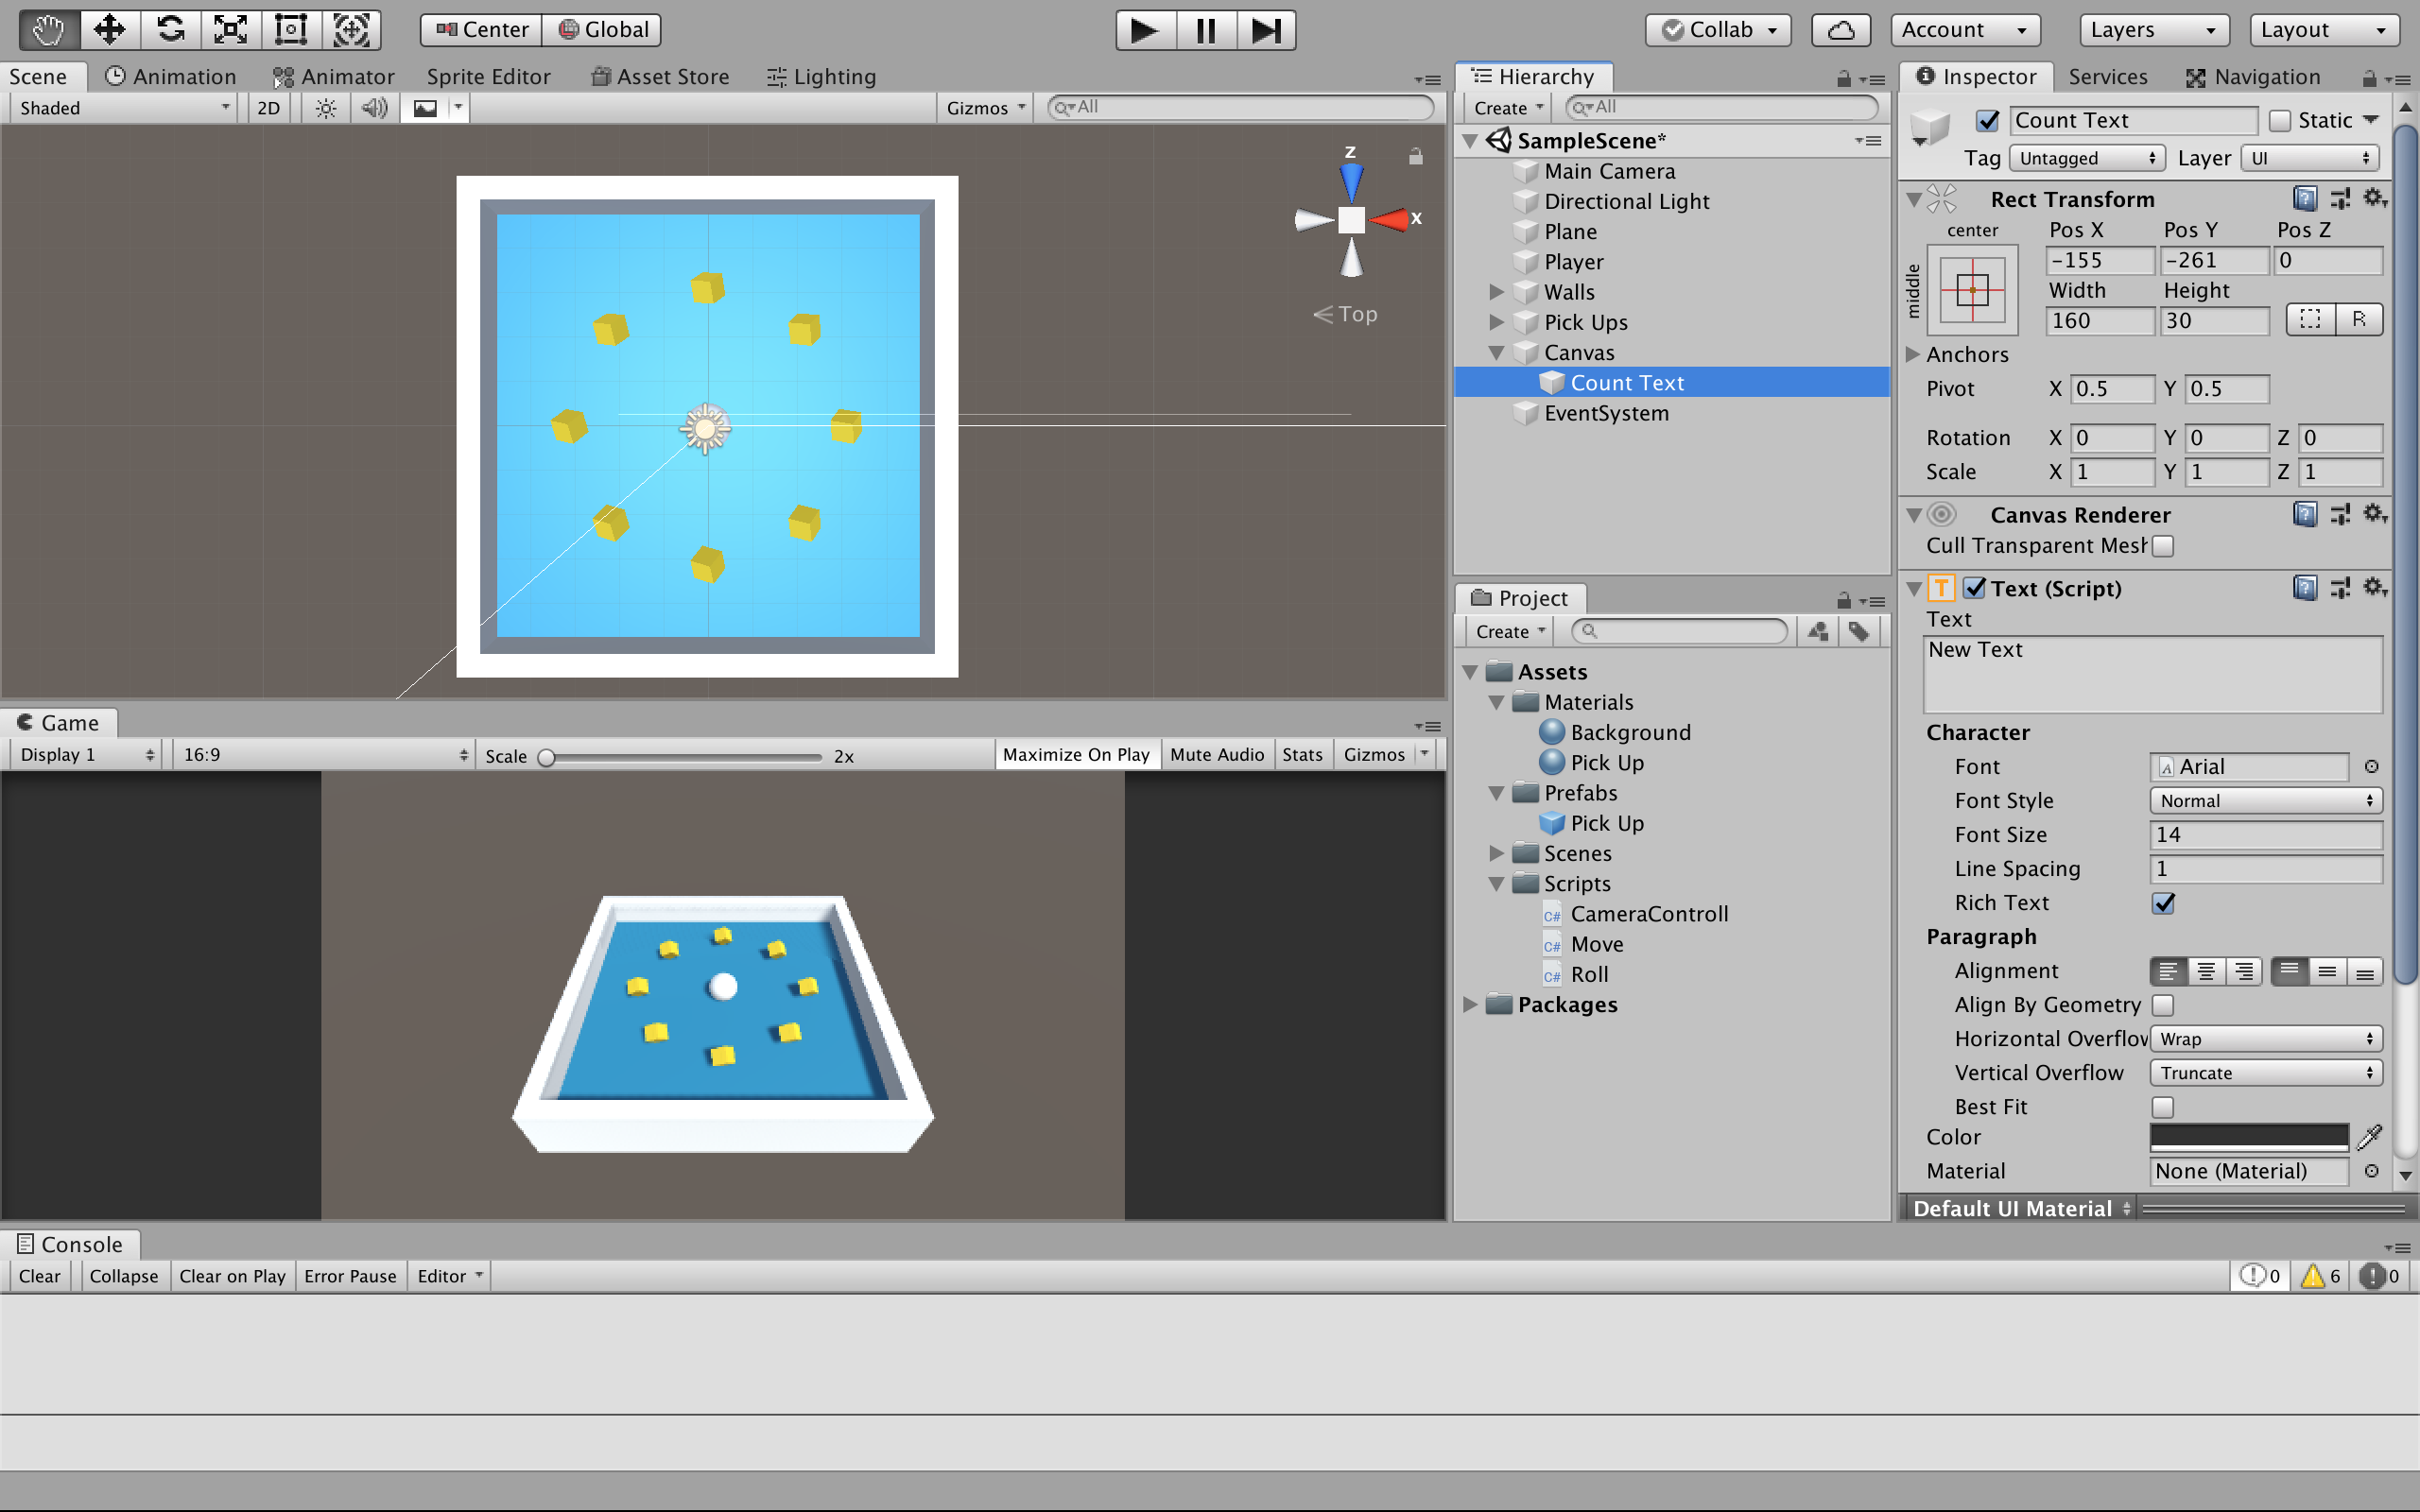 Center Global Collab Account Layers Layout
Scene Animation Animator Sprite Editor Asset Store Lighting
Shaded 2D Gizmos All
Z
X
Top
Game
Display 1 16:9 Scale 2x Maximize On Play Mute Audio Stats Gizmos
Hierarchy
Create All
SampleScene*
Main Camera
Directional Light
Plane
Player
Walls
Pick Ups
Canvas
Count Text
EventSystem
Project
Create
Assets
Materials
Background
Pick Up
Prefabs
Pick Up
Scenes
Scripts
C# CameraControll
C# Move
C# Roll
Packages
Inspector Services Navigation
Count Text Static
Tag Untagged Layer UI
Rect Transform
center Pos X Pos Y Pos Z
middle
-155 -261 0
Width Height
160 30 R
Anchors
Pivot X 0.5 Y 0.5
Rotation X 0 Y 0 Z 0
Scale X 1 Y 1 Z 1
Canvas Renderer
Cull Transparent Mesh
T Text (Script)
Text
New Text
Character
Font Arial
Font Style Normal
Font Size 14
Line Spacing 1
Rich Text
Paragraph
Alignment
Align By Geometry
Horizontal Overflow Wrap
Vertical Overflow Truncate
Best Fit
Color
Material None (Material)
Default UI Material
Console
Clear Collapse Clear on Play Error Pause Editor 0 6 0